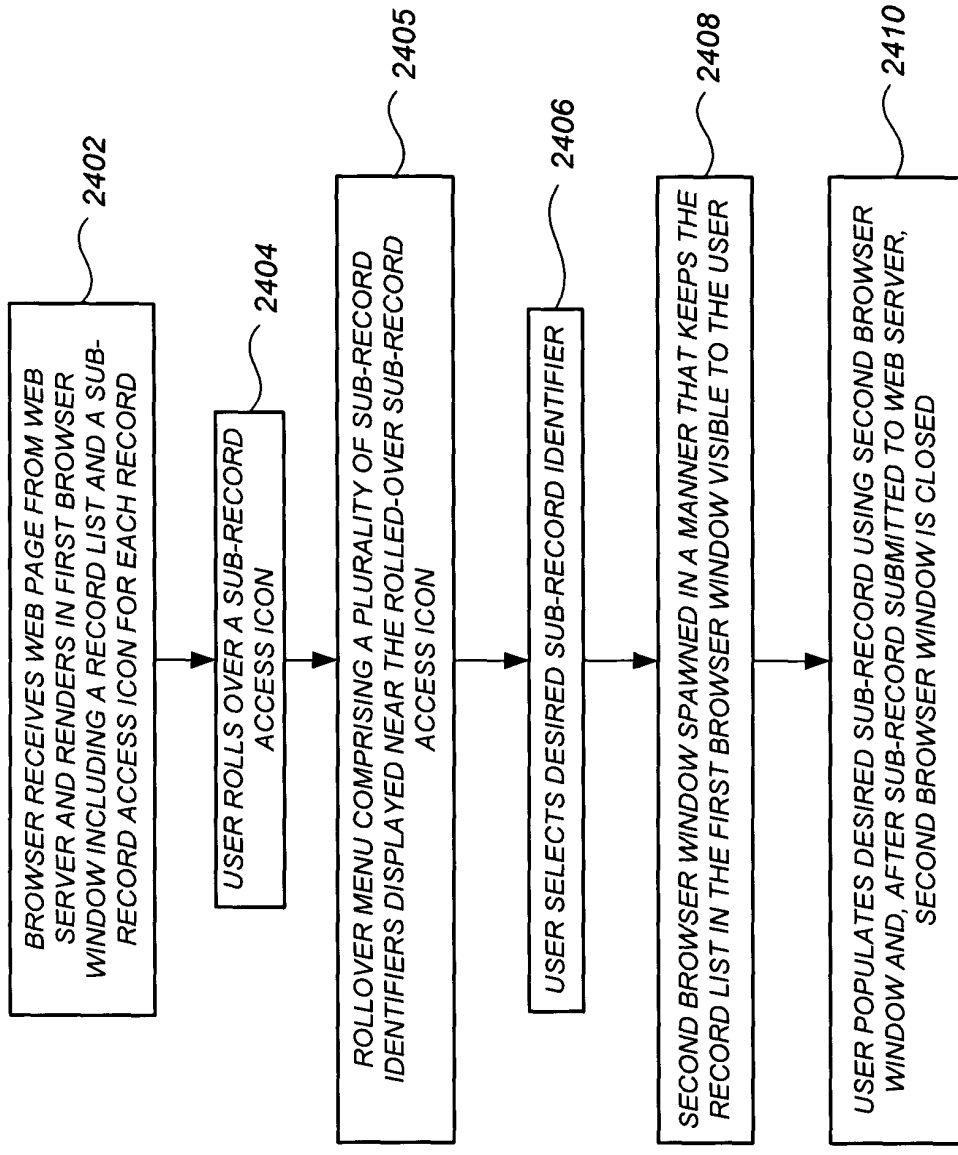 BROWSER RECEIVES WEB PAGE FROM WEB
SERVER AND RENDERS IN FIRST BROWSER
WINDOW INCLUDING A RECORD LIST AND A SUB-
RECORD ACCESS ICON FOR EACH RECORD
2402
USER ROLLS OVER A SUB-RECORD
ACCESS ICON
2404
ROLLOVER MENU COMPRISING A PLURALITY OF SUB-RECORD
IDENTIFIERS DISPLAYED NEAR THE ROLLED-OVER SUB-RECORD
ACCESS ICON
2405
USER SELECTS DESIRED SUB-RECORD IDENTIFIER
2406
SECOND BROWSER WINDOW SPAWNED IN A MANNER THAT KEEPS THE
RECORD LIST IN THE FIRST BROWSER WINDOW VISIBLE TO THE USER
2408
USER POPULATES DESIRED SUB-RECORD USING SECOND BROWSER
WINDOW AND, AFTER SUB-RECORD SUBMITTED TO WEB SERVER,
SECOND BROWSER WINDOW IS CLOSED
2410